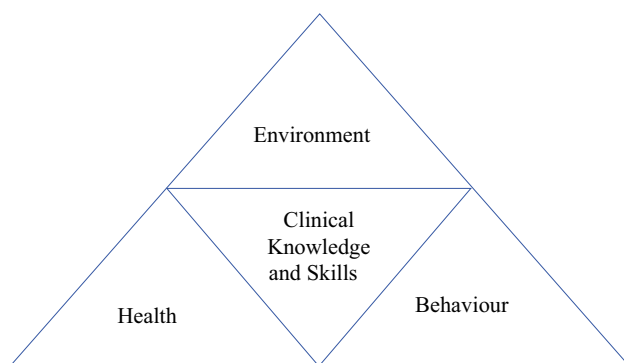 Environment
Clinical
Knowledge
and Skills
Health
Behaviour